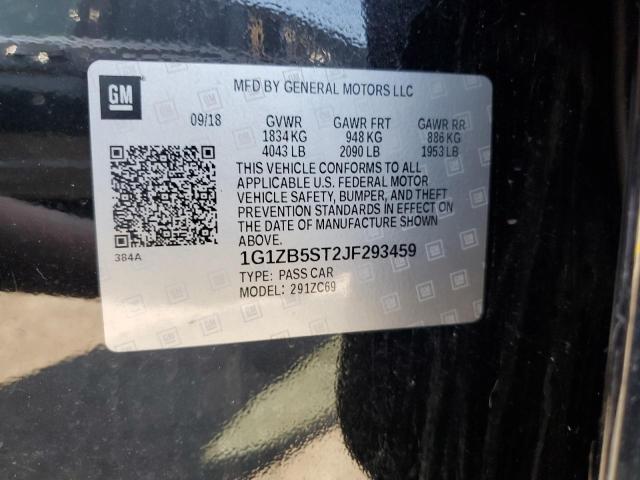 GM
MFD BY GENERAL MOTORS LLC
09/18 GVWR GAWR FRT GAWR RR
1834 KG 948 KG 886 KG
4043 LB 2090 LB 1953 LB
THIS VEHICLE CONFORMS TO ALL
APPLICABLE U.S. FEDERAL MOTOR
VEHICLE SAFETY, BUMPER, AND THEFT
PREVENTION STANDARDS IN EFFECT ON
THE DATE OF MANUFACTURE SHOWN
ABOVE.
384A
1G1ZB5ST2JF293459
TYPE: PASS CAR
MODEL: 291ZC69